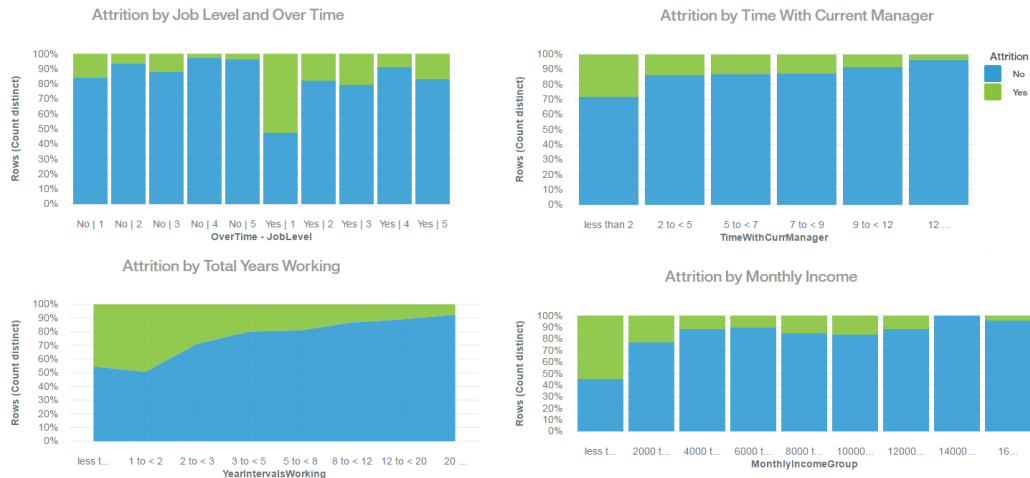 Attrition by Job Level and Over Time
Rows (Count distinct)
100%
90%
80%
70%
60%
50%
40%
30%
20%
10%
0%
No | 1 No | 2 No | 3 No | 4 No | 5 Yes | 1 Yes | 2 Yes | 3 Yes | 4 Yes | 5
OverTime - JobLevel
Attrition by Time With Current Manager
Rows (Count distinct)
100%
90%
80%
70%
60%
50%
40%
30%
20%
10%
0%
less than 2 2 to < 5 5 to < 7 7 to < 9 9 to < 12 12 ...
TimeWithCurrManager
Attrition
No
Yes
Attrition by Total Years Working
Rows (Count distinct)
100%
90%
80%
70%
60%
50%
40%
30%
20%
10%
0%
less t... 1 to < 2 2 to < 3 3 to < 5 5 to < 8 8 to < 12 12 to < 20 20 ...
YearIntervalsWorking
Attrition by Monthly Income
Rows (Count distinct)
100%
90%
80%
70%
60%
50%
40%
30%
20%
10%
0%
less t... 2000 t... 4000 t... 6000 t... 8000 t... 10000... 12000... 14000... 16...
MonthlyIncomeGroup